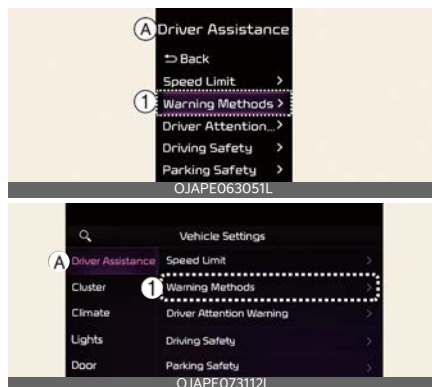 A Driver Assistance
Back
Speed Limit >
1 Warning Methods >
Driver Attention... >
Driving Safety >
Parking Safety >
OJAPE063051L
Vehicle Settings
A Driver Assistance Speed Limit >
Cluster 1 Warning Methods >
Climate Driver Attention Warning >
Lights Driving Safety >
Door Parking Safety >
OJAPE073112L